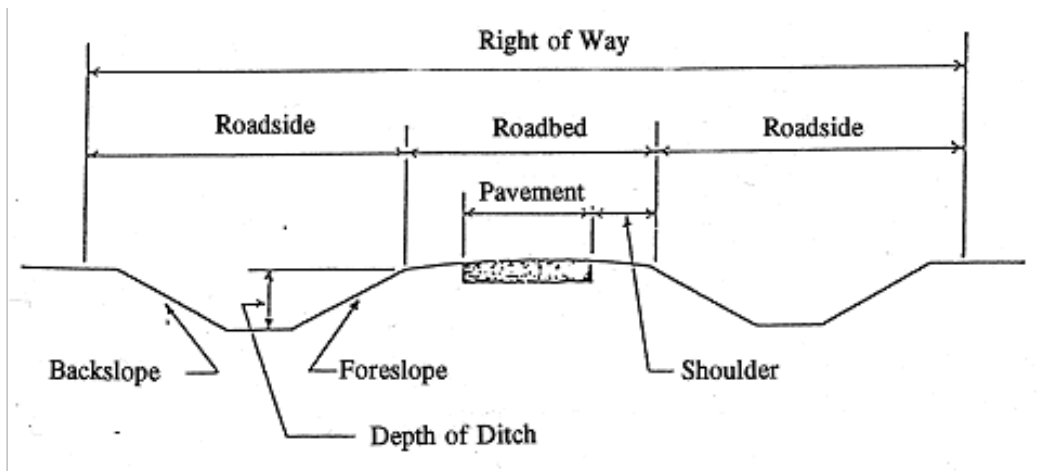 Right of Way
Roadside
Roadbed
Roadside
Pavement
Backslope
Foreslope
Shoulder
Depth of Ditch